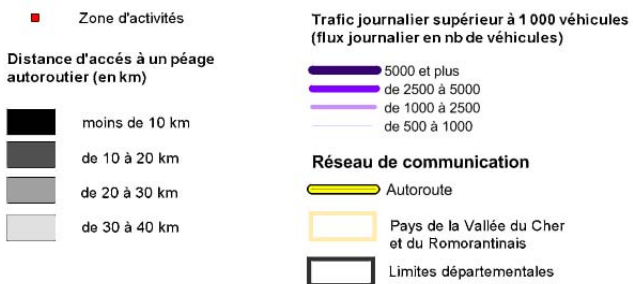 Zone d'activités
Distance d'accés à un péage
autoroutier (en km)
moins de 10 km
de 10 à 20 km
de 20 à 30 km
de 30 à 40 km
Trafic journalier supérieur à 1 000 véhicules
(flux journalier en nb de véhicules)
5000 et plus
de 2500 à 5000
de 1000 à 2500
de 500 à 1000
Réseau de communication
Autoroute
Pays de la Vallée du Cher
et du Romorantinais
Limites départementales